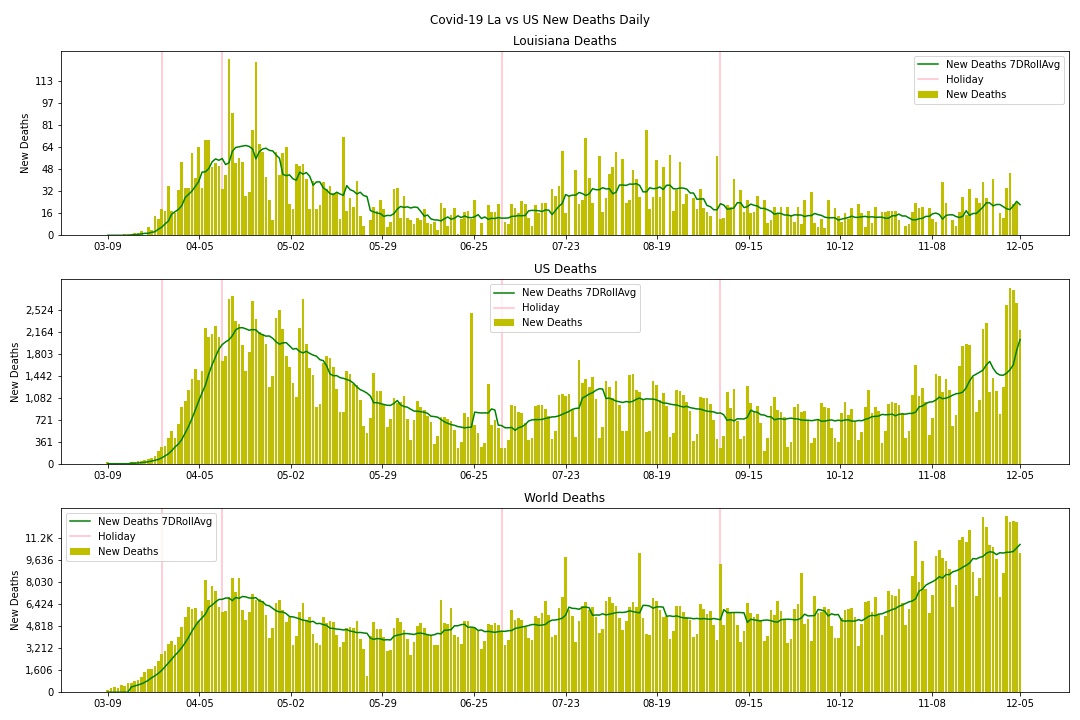 Covid-19 La vs US New Deaths Daily
Louisiana Deaths
New Deaths 7DRollAvg
Holiday
New Deaths
New Deaths
113
97
81
64
48
32
16
0
03-09 04-05 05-02 05-29 06-25 07-23 08-19 09-15 10-12 11-08 12-05
US Deaths
New Deaths 7DRollAvg
Holiday
New Deaths
New Deaths
2,524
2,164
1,803
1,442
1,082
721
361
0
03-09 04-05 05-02 05-29 06-25 07-23 08-19 09-15 10-12 11-08 12-05
World Deaths
New Deaths 7DRollAvg
Holiday
New Deaths
New Deaths
11.2K
9,636
8,030
6,424
4,818
3,212
1,606
0
03-09 04-05 05-02 05-29 06-25 07-23 08-19 09-15 10-12 11-08 12-05